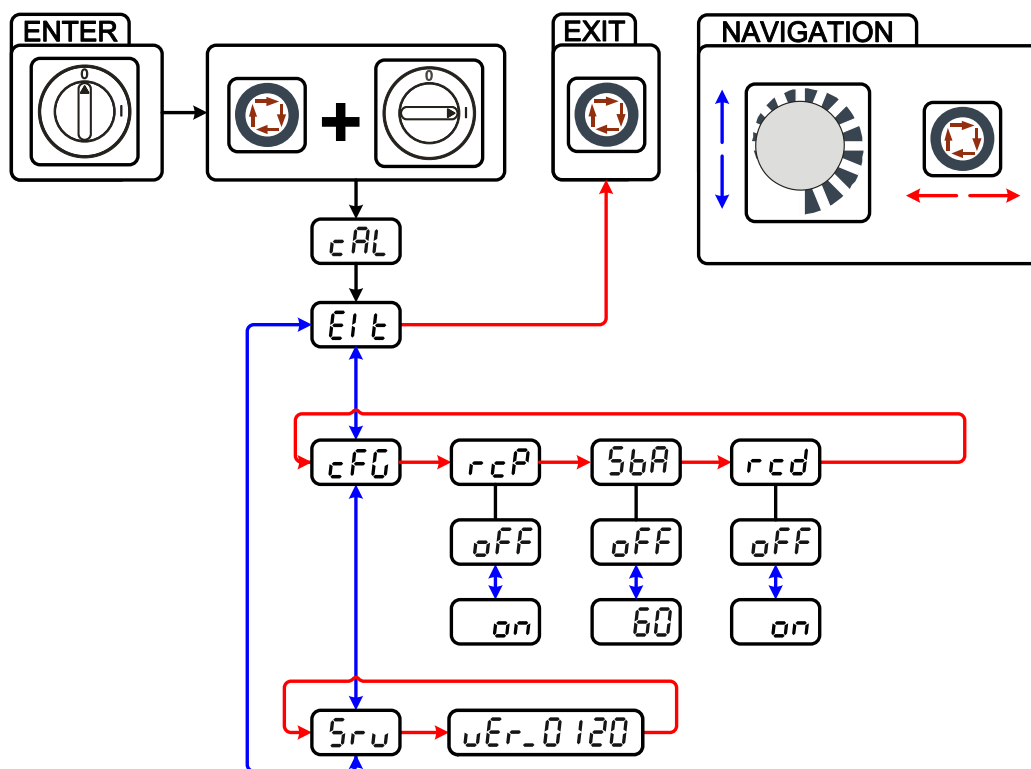 ENTER
EXIT
NAVIGATION
0
I
+
0
I
cAL
EIt
cFG
rcP
SbA
rcd
oFF
oFF
oFF
on
60
on
Sru
uEr_0120